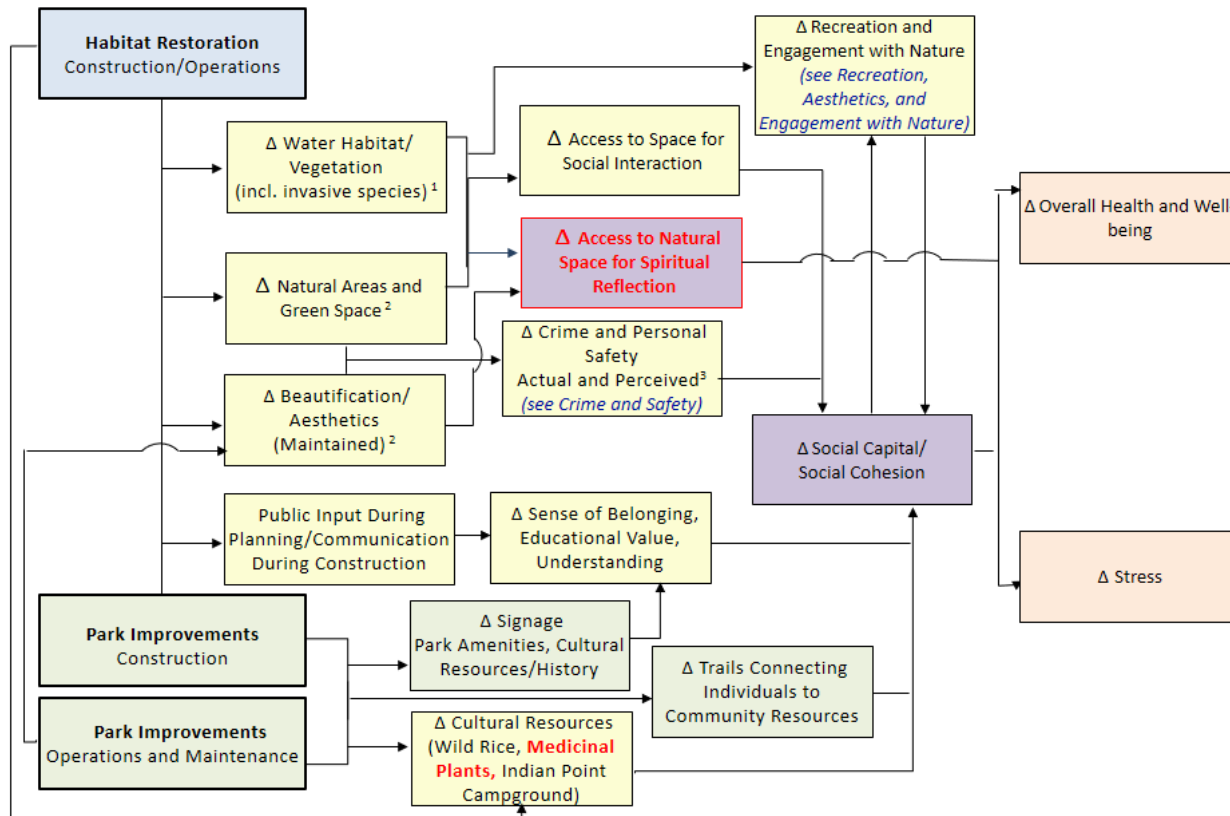 Habitat Restoration
Construction/Operations
Δ Recreation and
Engagement with Nature
(see Recreation,
Aesthetics, and
Engagement with Nature)
Δ Water Habitat/
Vegetation
(incl. invasive species) ¹
Δ Access to Space for
Social Interaction
Δ Overall Health and Well
being
Δ Access to Natural
Space for Spiritual
Reflection
Δ Natural Areas and
Green Space ²
Δ Crime and Personal
Safety
Actual and Perceived³
(see Crime and Safety)
Δ Beautification/
Aesthetics
(Maintained) ²
Δ Social Capital/
Social Cohesion
Public Input During
Planning/Communication
During Construction
Δ Sense of Belonging,
Educational Value,
Understanding
Δ Stress
Park Improvements
Construction
Δ Signage
Park Amenities, Cultural
Resources/History
Δ Trails Connecting
Individuals to
Community Resources
Park Improvements
Operations and Maintenance
Δ Cultural Resources
(Wild Rice, Medicinal
Plants, Indian Point
Campground)